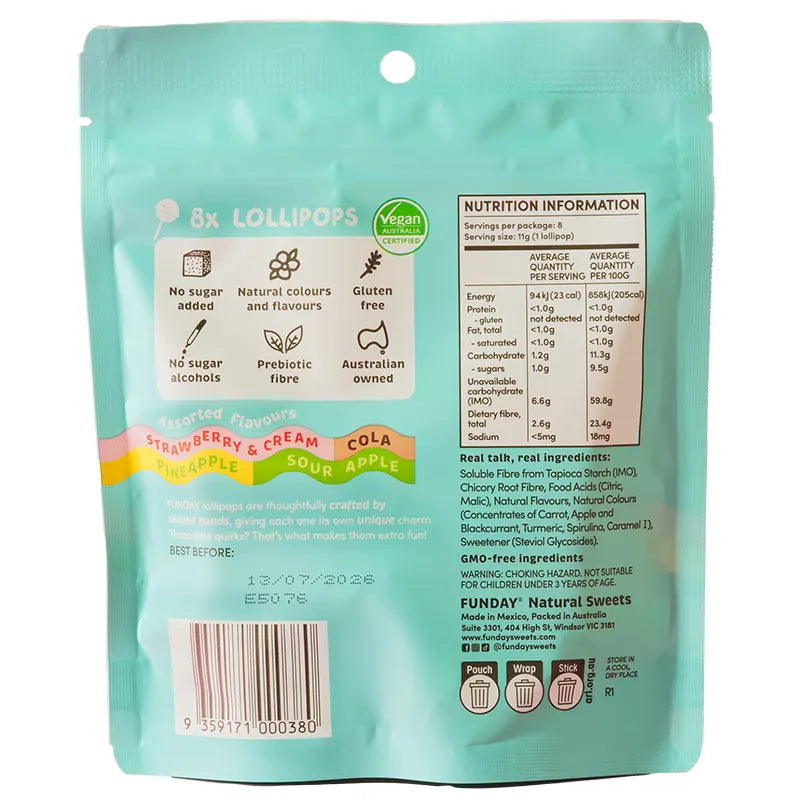 8x LOLLIPOPS
Vegan
AUSTRALIA
CERTIFIED
No sugar
added
Natural colours
and flavours
Gluten
free
No sugar
alcohols
Prebiotic
fibre
Australian
owned
Assorted Flavours
STRAWBERRY & CREAM
COLA
PINEAPPLE
SOUR APPLE
FUNDAY lollipops are thoughtfully crafted by
skilled hands, giving each one its own unique charm.
Those little quirks? That's what makes them extra fun!
BEST BEFORE:
13/07/2026
E5076
9 359171 000380
NUTRITION INFORMATION
Servings per package: 8
Serving size: 11g (1 lollipop)
AVERAGE QUANTITY PER SERVING AVERAGE QUANTITY PER 100G
Energy 94kJ(23 cal) 858kJ(205cal)
Protein <1.0g <1.0g
- gluten not detected not detected
Fat, total <1.0g <1.0g
- saturated <1.0g <1.0g
Carbohydrate 1.2g 11.3g
- sugars 1.0g 9.5g
Unavailable
carbohydrate
(IMO) 6.6g 59.8g
Dietary fibre,
total 2.6g 23.4g
Sodium <5mg 18mg
Real talk, real ingredients:
Soluble Fibre from Tapioca Starch (IMO),
Chicory Root Fibre, Food Acids (Citric,
Malic), Natural Flavours, Natural Colours
(Concentrates of Carrot, Apple and
Blackcurrant, Turmeric, Spirulina, Caramel I),
Sweetener (Steviol Glycosides).
GMO-free ingredients
WARNING: CHOKING HAZARD. NOT SUITABLE
FOR CHILDREN UNDER 3 YEARS OF AGE.
FUNDAY® Natural Sweets
Made in Mexico, Packed in Australia
Suite 3301, 404 High St, Windsor VIC 3181
www.fundaysweets.com
@fundaysweets
Pouch
Wrap
Stick
arl.org.au
STORE IN
A COOL,
DRY PLACE
R1